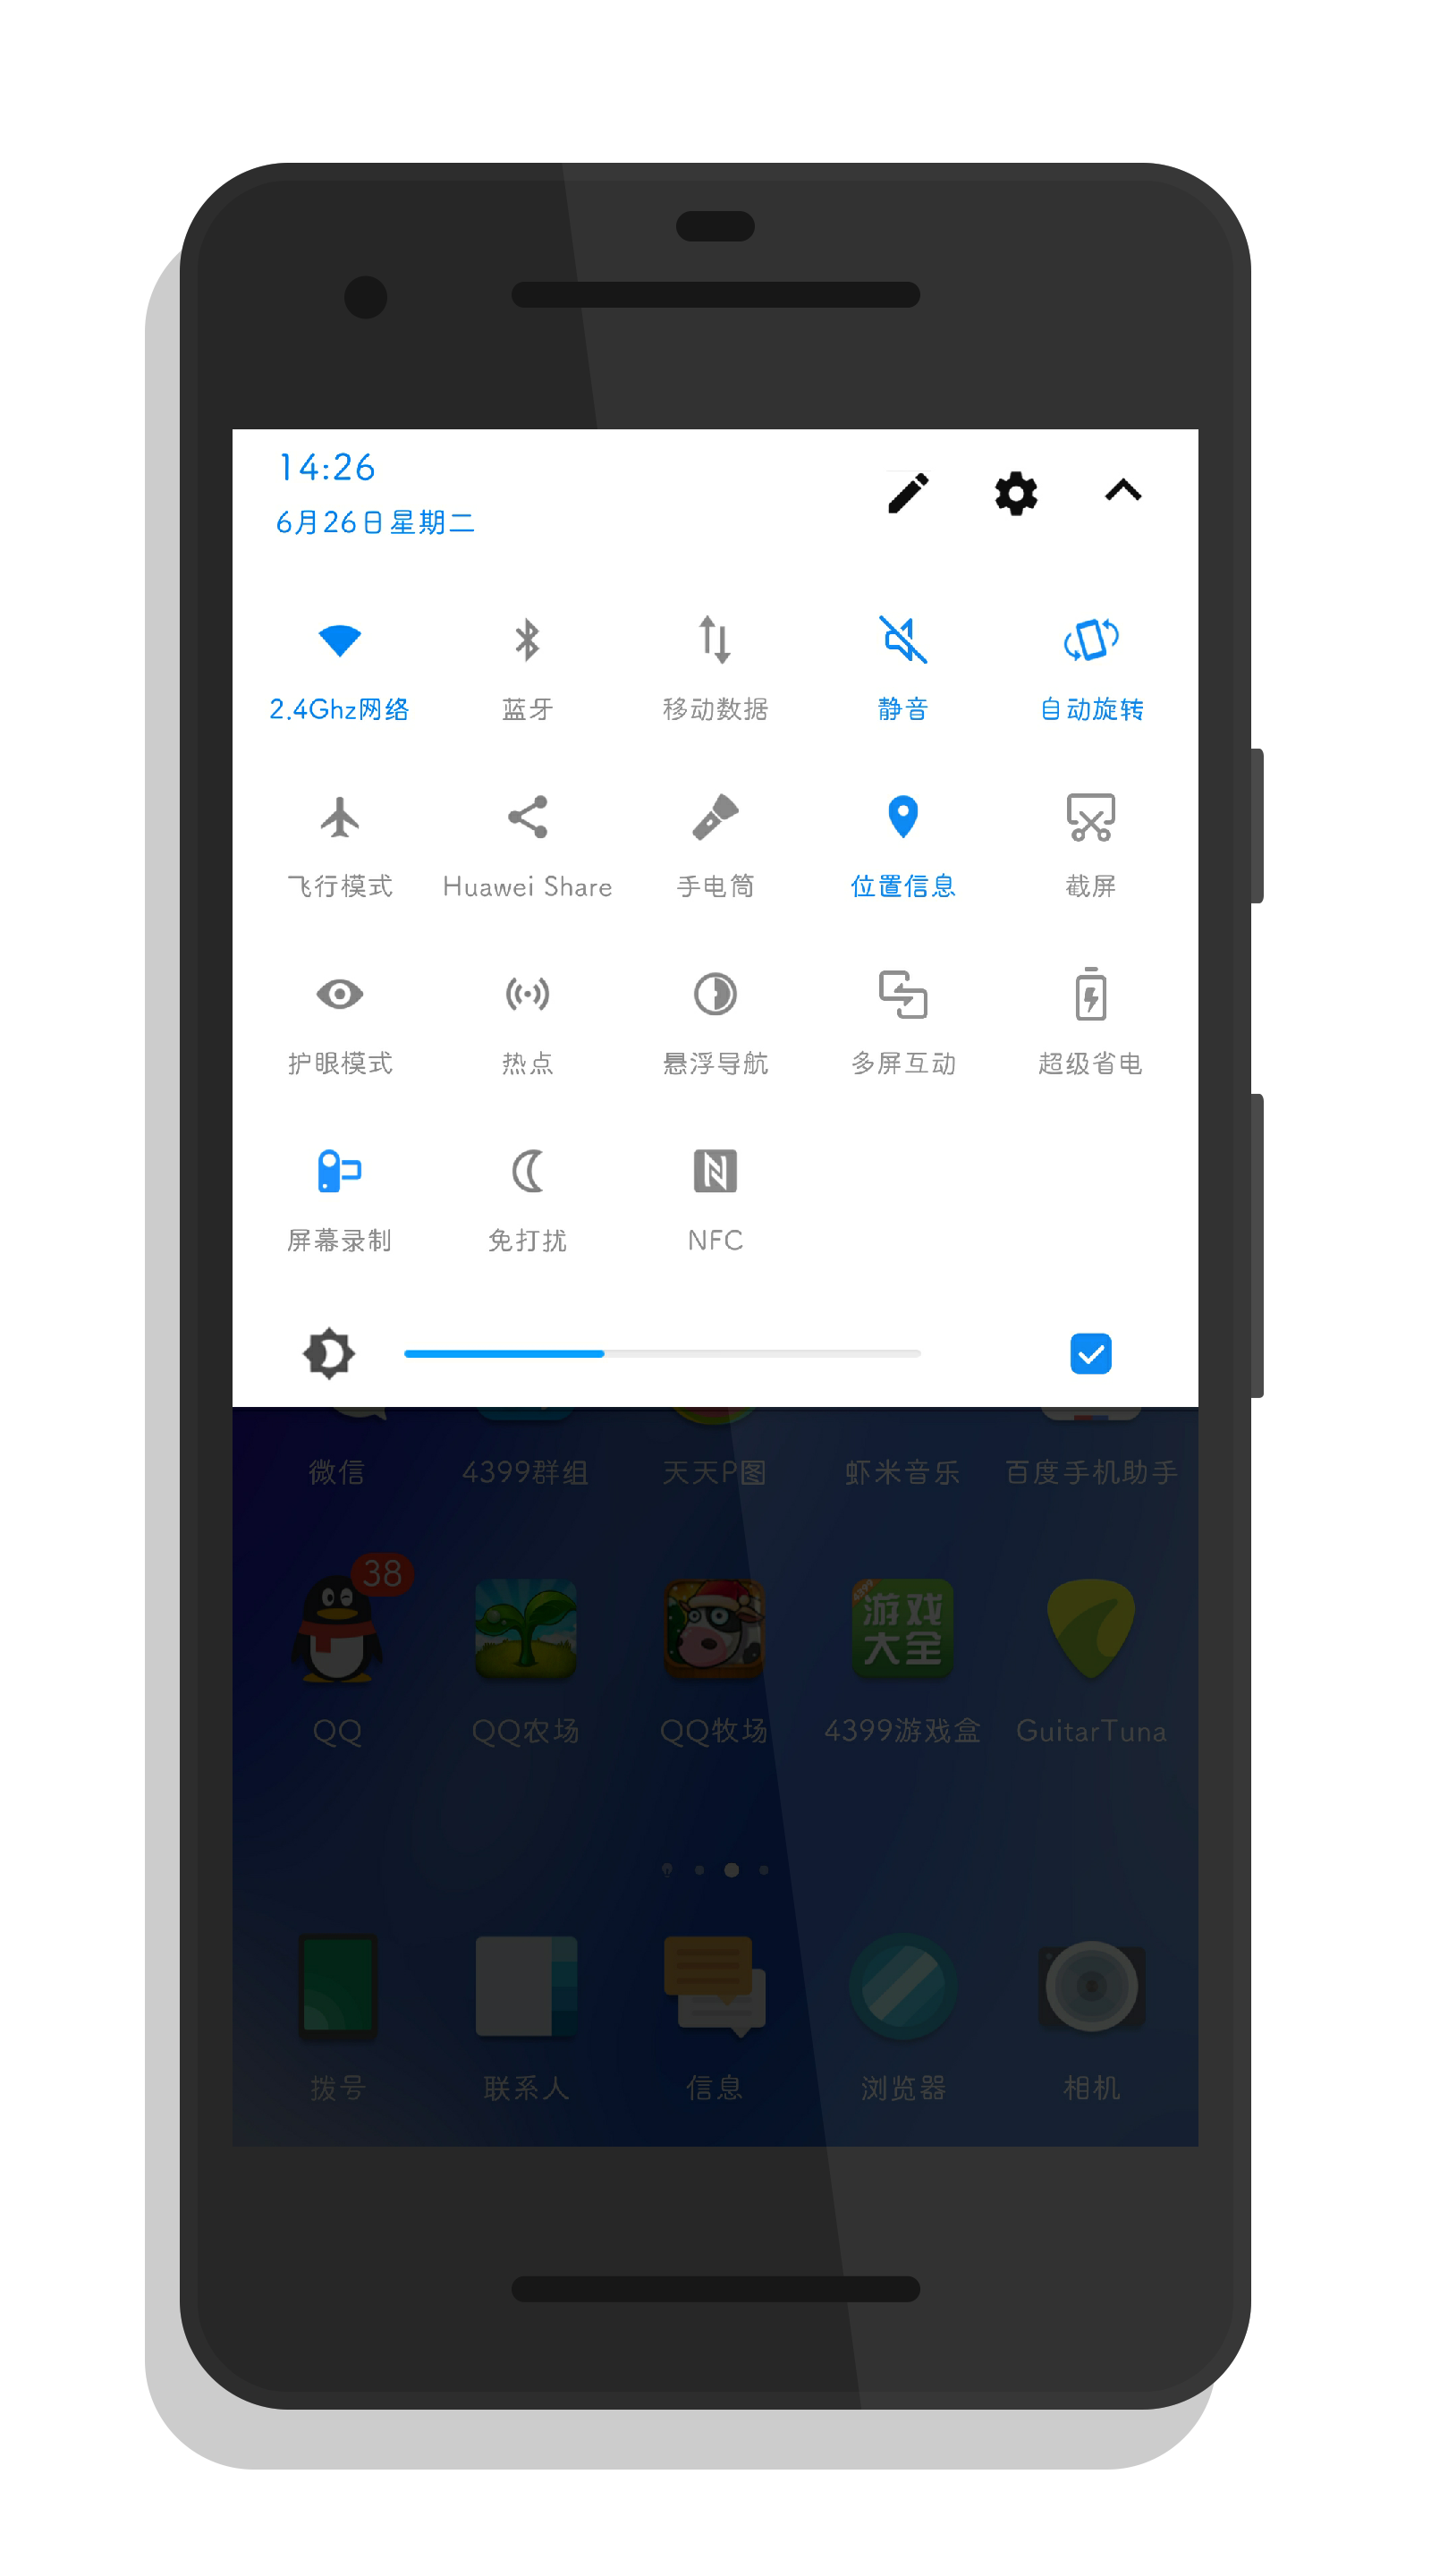 14:26
6月26日星期二
2.4Ghz网络 蓝牙 移动数据 静音 自动旋转
飞行模式 Huawei Share 手电筒 位置信息 截屏
护眼模式 热点 悬浮导航 多屏互动 超级省电
屏幕录制 免打扰 NFC
微信 4399群组 天天P图 虾米音乐 百度手机助手
38
4399
游戏
大全
QQ QQ农场 QQ牧场 4399游戏盒 GuitarTuna
拨号 联系人 信息 浏览器 相机